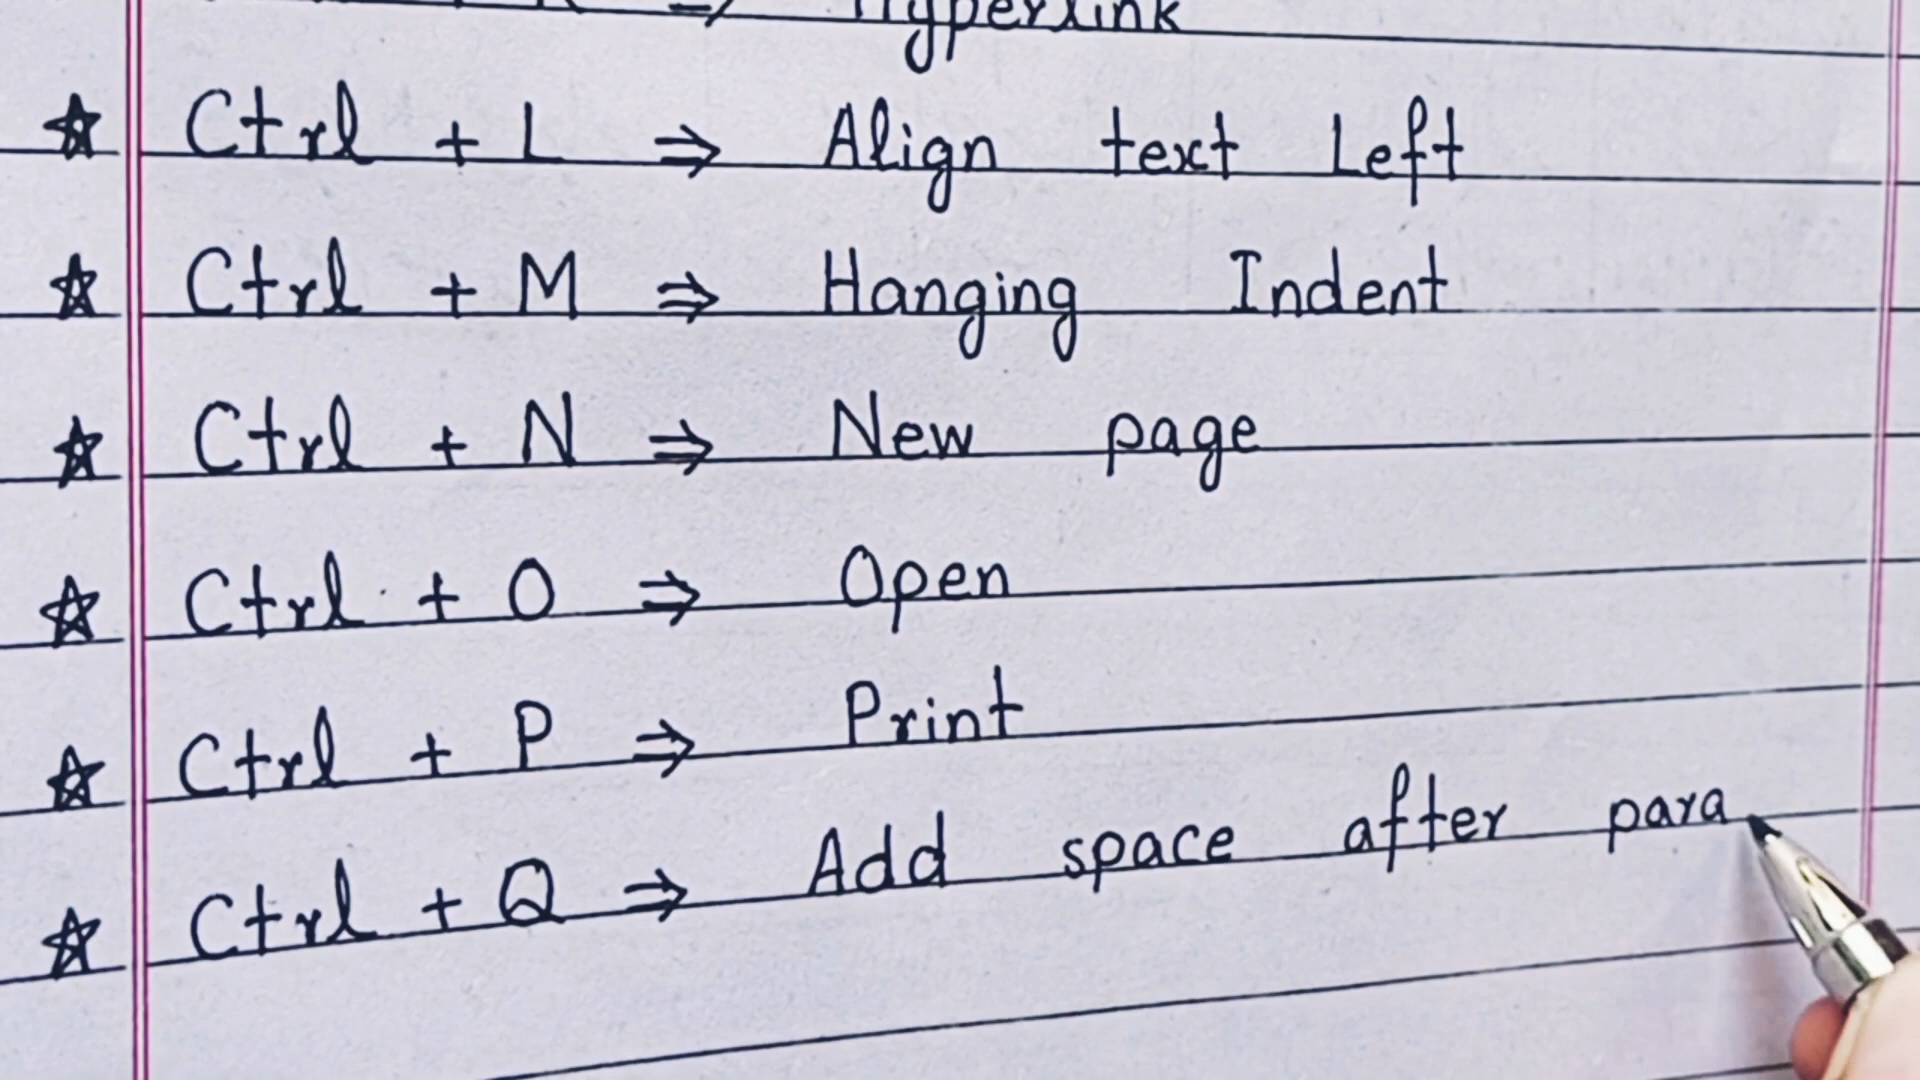 Hyperlink
☆ Ctrl + L ⇒ Align text Left
☆ Ctrl + M ⇒ Hanging Indent
☆ Ctrl + N ⇒ New page
☆ Ctrl + O ⇒ Open
☆ Ctrl + P ⇒ Print
☆ Ctrl + Q ⇒ Add space after para